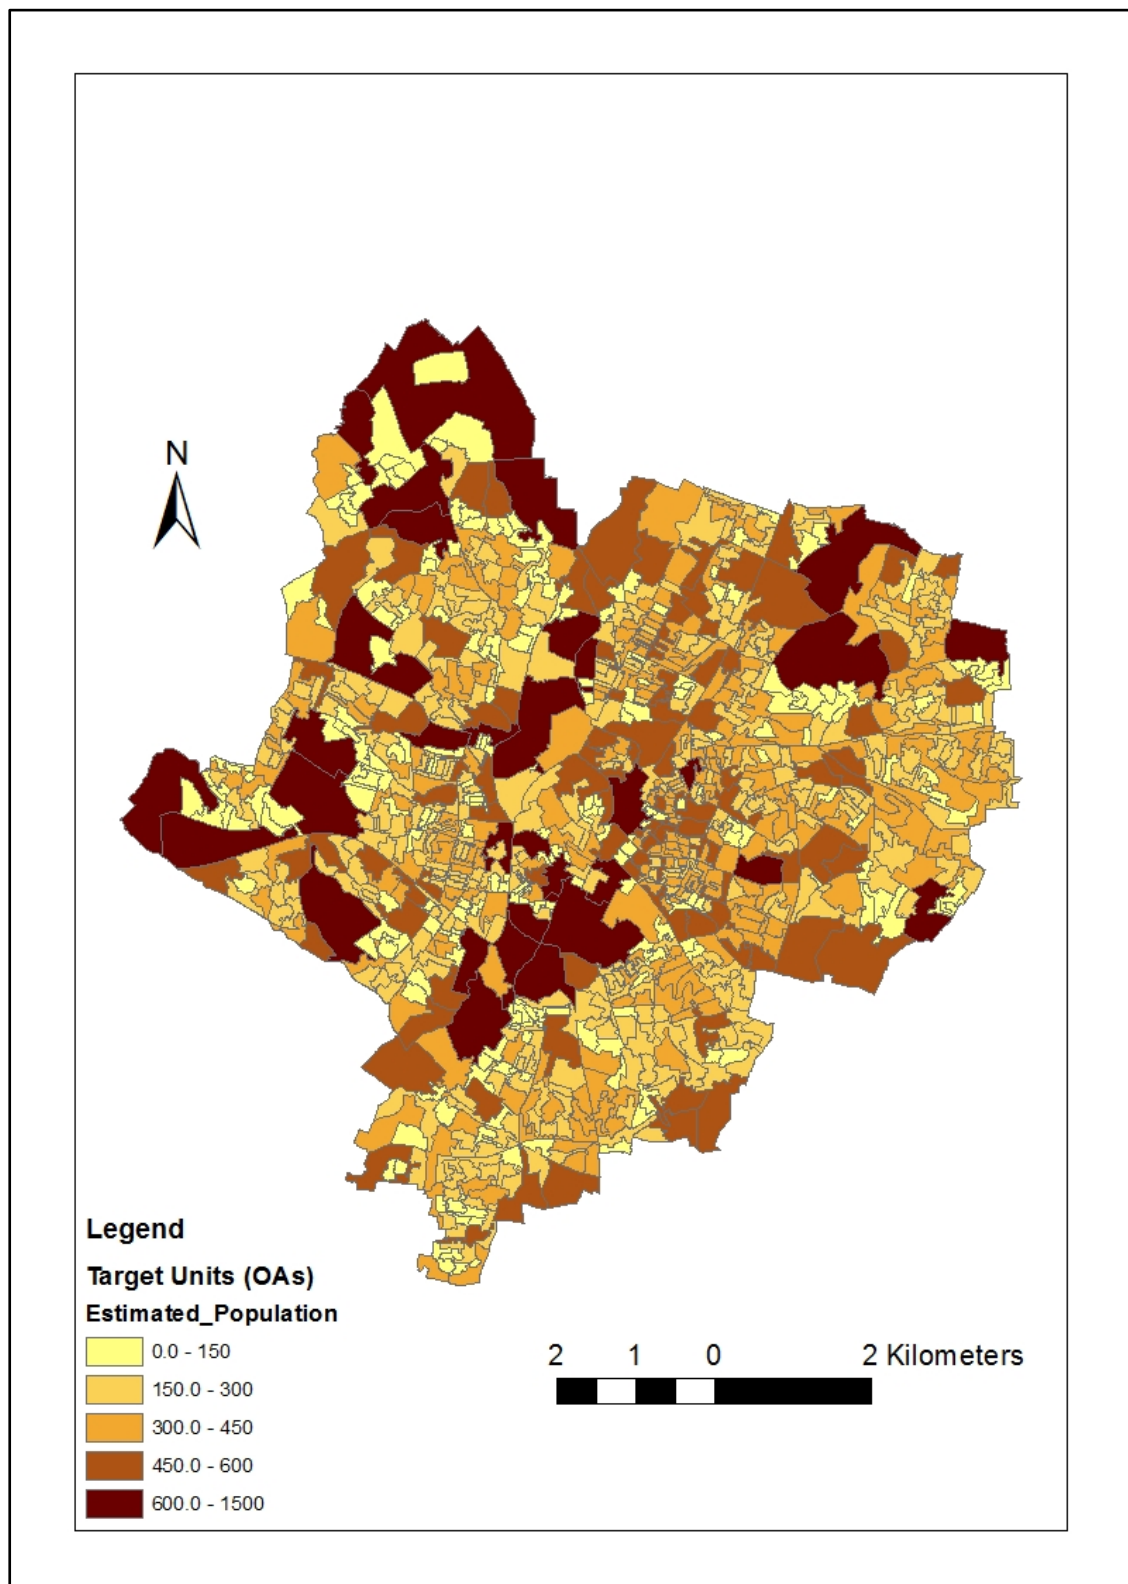 N
Legend
Target Units (OAs)
Estimated_Population
0.0 - 150
150.0 - 300
300.0 - 450
450.0 - 600
600.0 - 1500
2 1 0 2 Kilometers